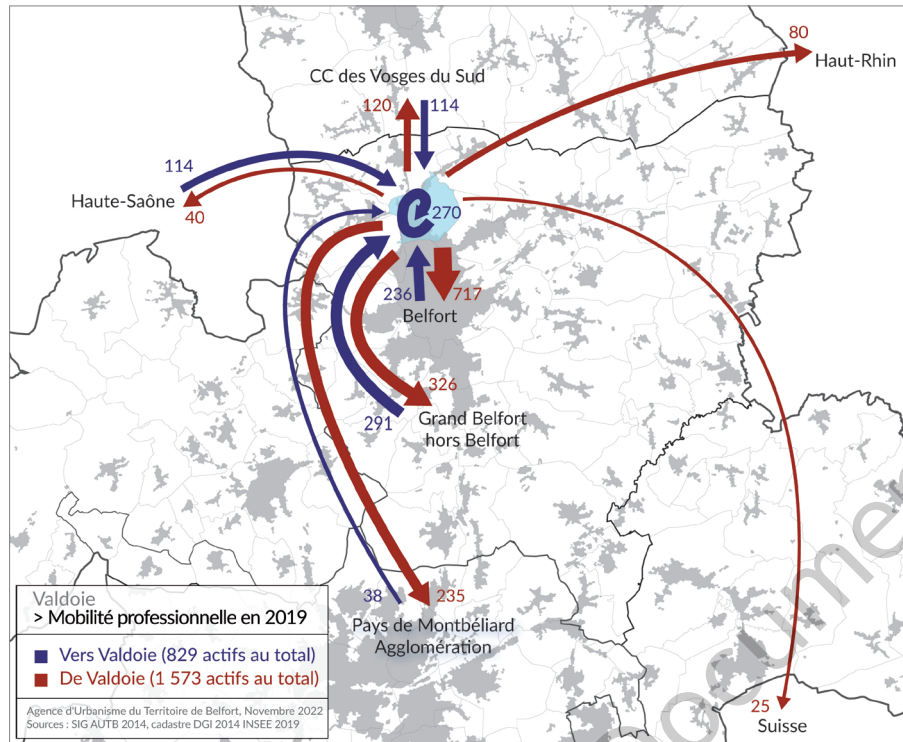 80
Haut-Rhin
CC des Vosges du Sud
120
114
114
Haute-Saône
40
270
236
717
Belfort
326
291
Grand Belfort
hors Belfort
38
235
Pays de Montbéliard
Agglomération
25
Suisse
Valdoie
> Mobilité professionnelle en 2019
Vers Valdoie (829 actifs au total)
De Valdoie (1 573 actifs au total)
Agence d'Urbanisme du Territoire de Belfort, Novembre 2022
Sources : SIG AUTB 2014, cadastre DGI 2014 INSEE 2019